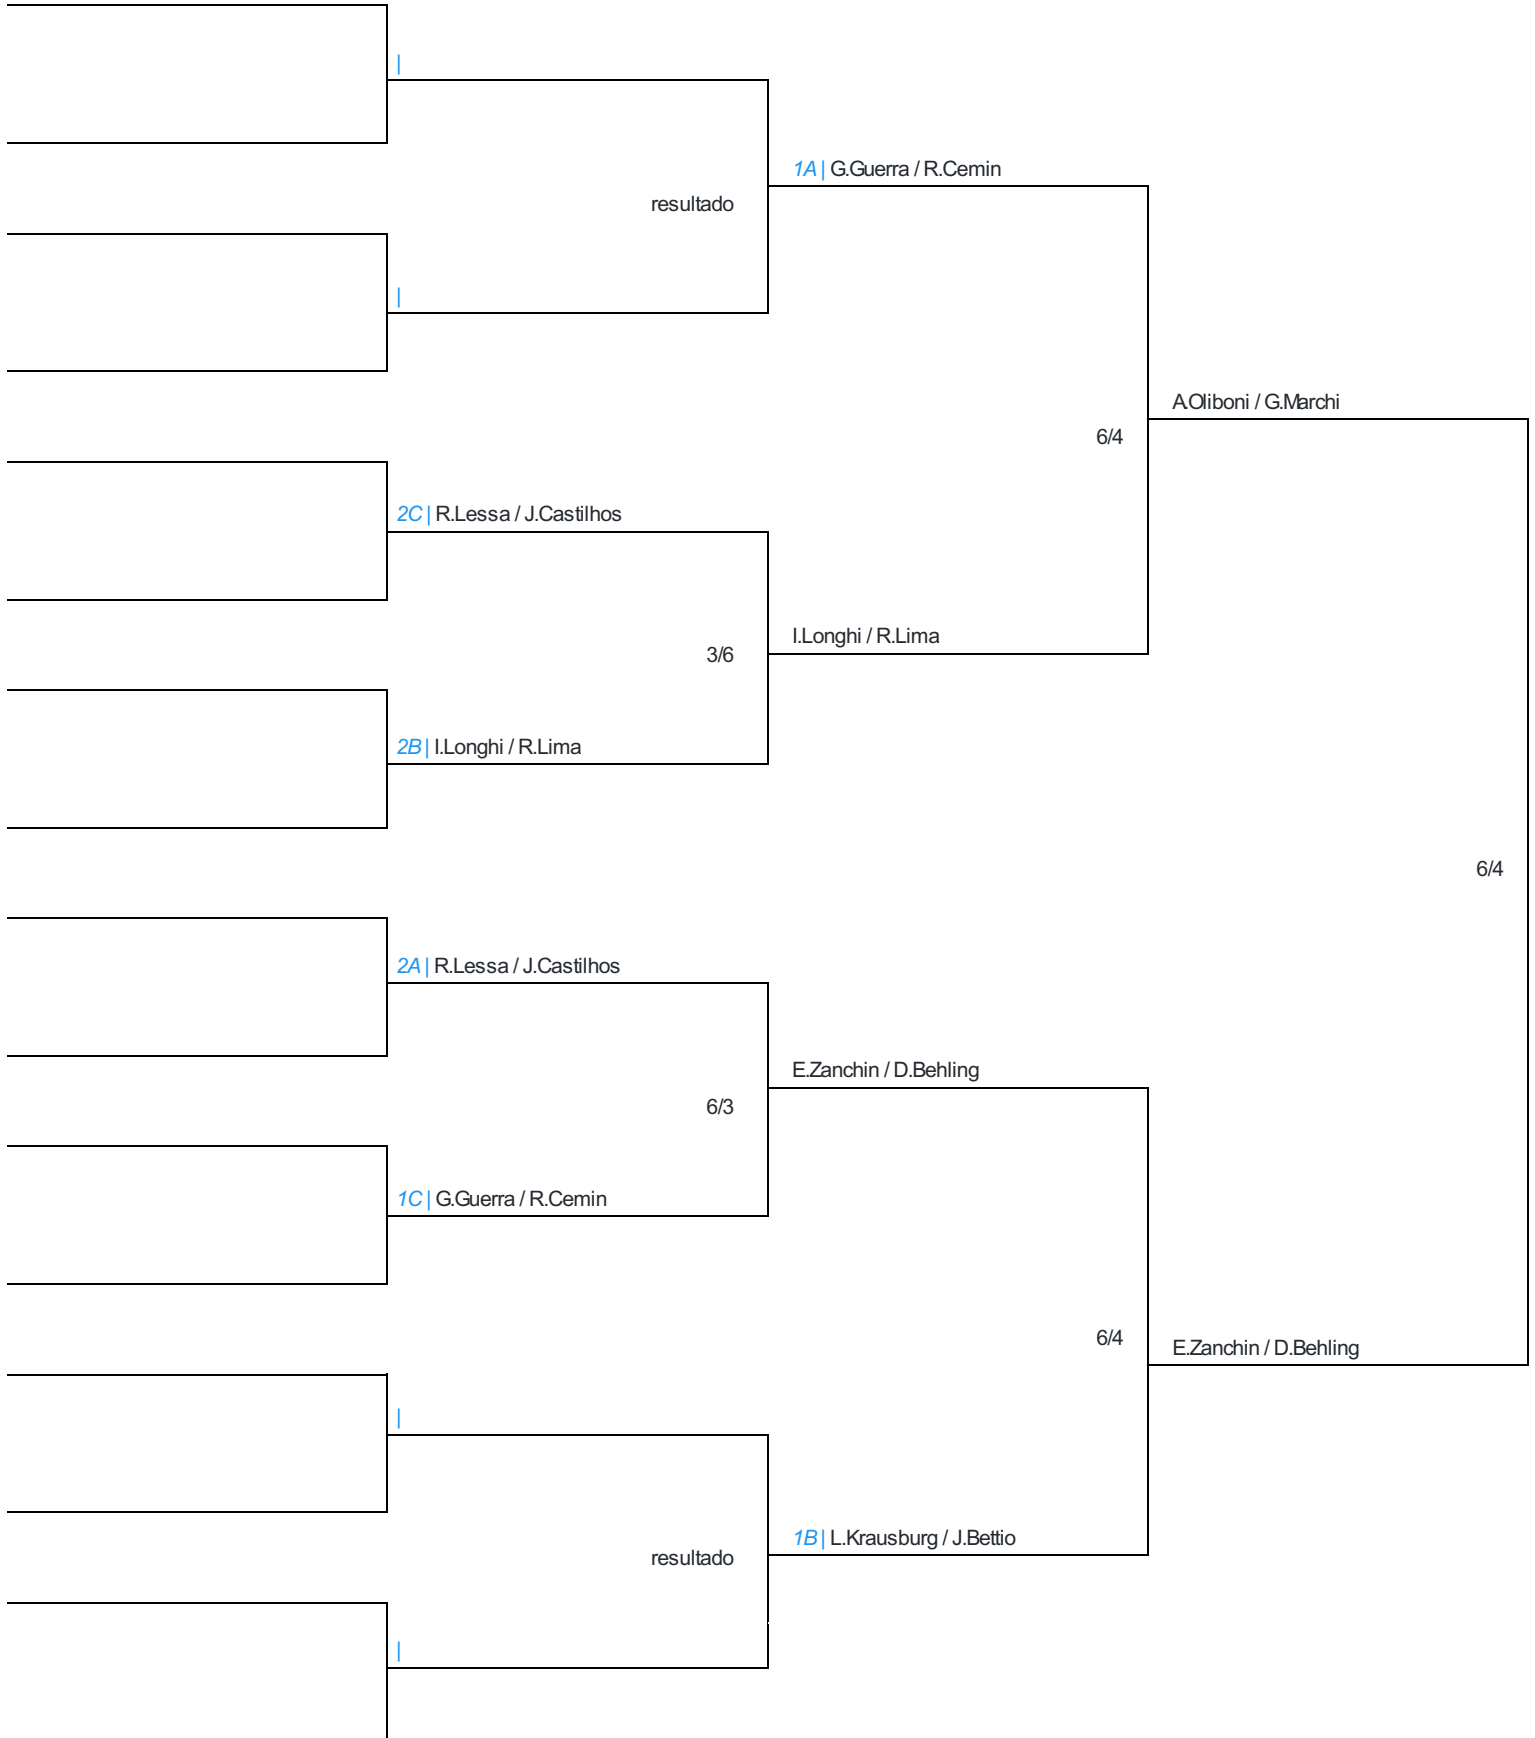 |
1A | G.Guerra / R.Cemin
resultado
|
A.Oliboni / G.Marchi
6/4
2C | R.Lessa / J.Castilhos
I.Longhi / R.Lima
3/6
2B | I.Longhi / R.Lima
6/4
2A | R.Lessa / J.Castilhos
E.Zanchin / D.Behling
6/3
1C | G.Guerra / R.Cemin
6/4
E.Zanchin / D.Behling
|
1B | L.Krausburg / J.Bettio
resultado
|